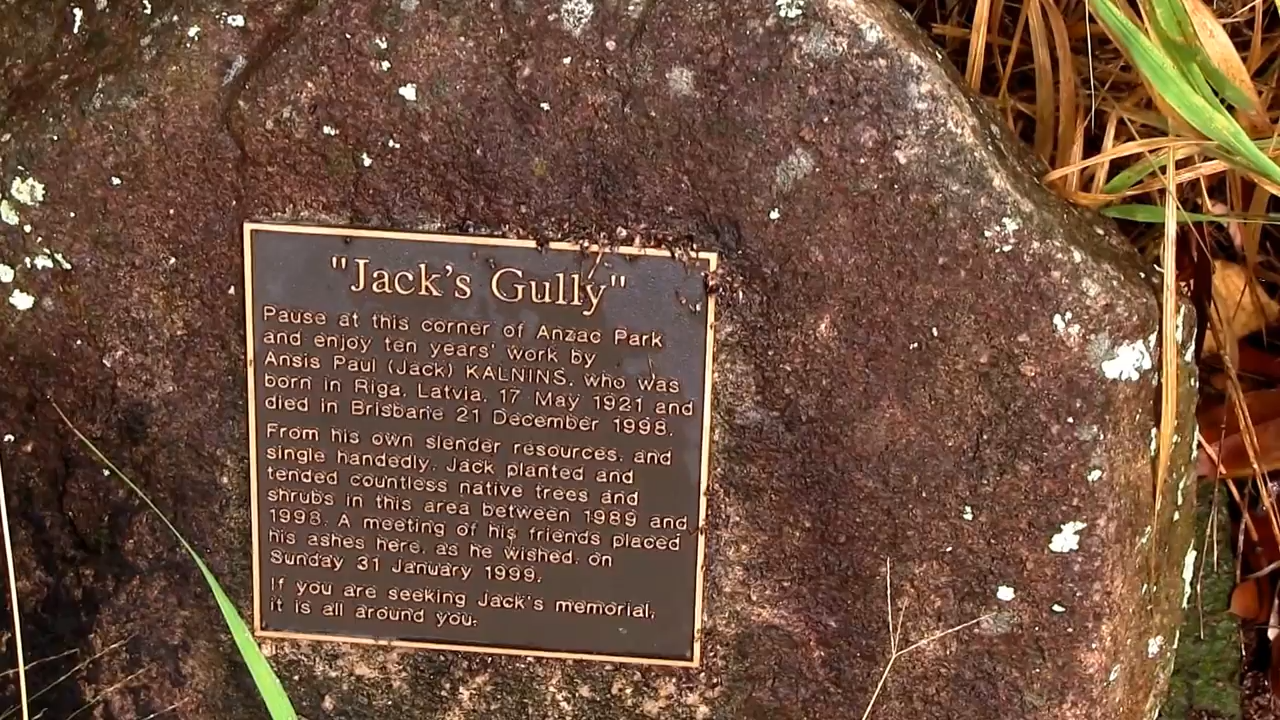 "Jack's Gully"
Pause at this corner of Anzac Park
and enjoy ten years' work by
Ansis Paul (Jack) KALNINS, who was
born in Riga, Latvia, 17 May 1921 and
died in Brisbane 21 December 1998.
From his own slender resources, and
single handedly, Jack planted and
tended countless native trees and
shrubs in this area between 1989 and
1998. A meeting of his friends placed
his ashes here, as he wished, on
Sunday 31 January 1999.
If you are seeking Jack's memorial,
it is all around you.